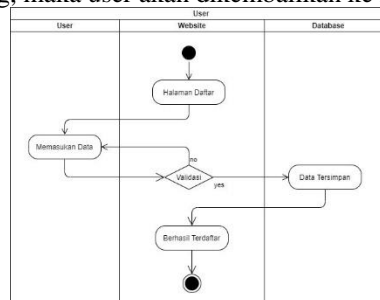 g, maka user akan dikembalikan ke
User
User Website Database
Halaman Daftar
Memasukan Data
no
Validasi
yes
Data Tersimpan
Berhasil Terdaftar